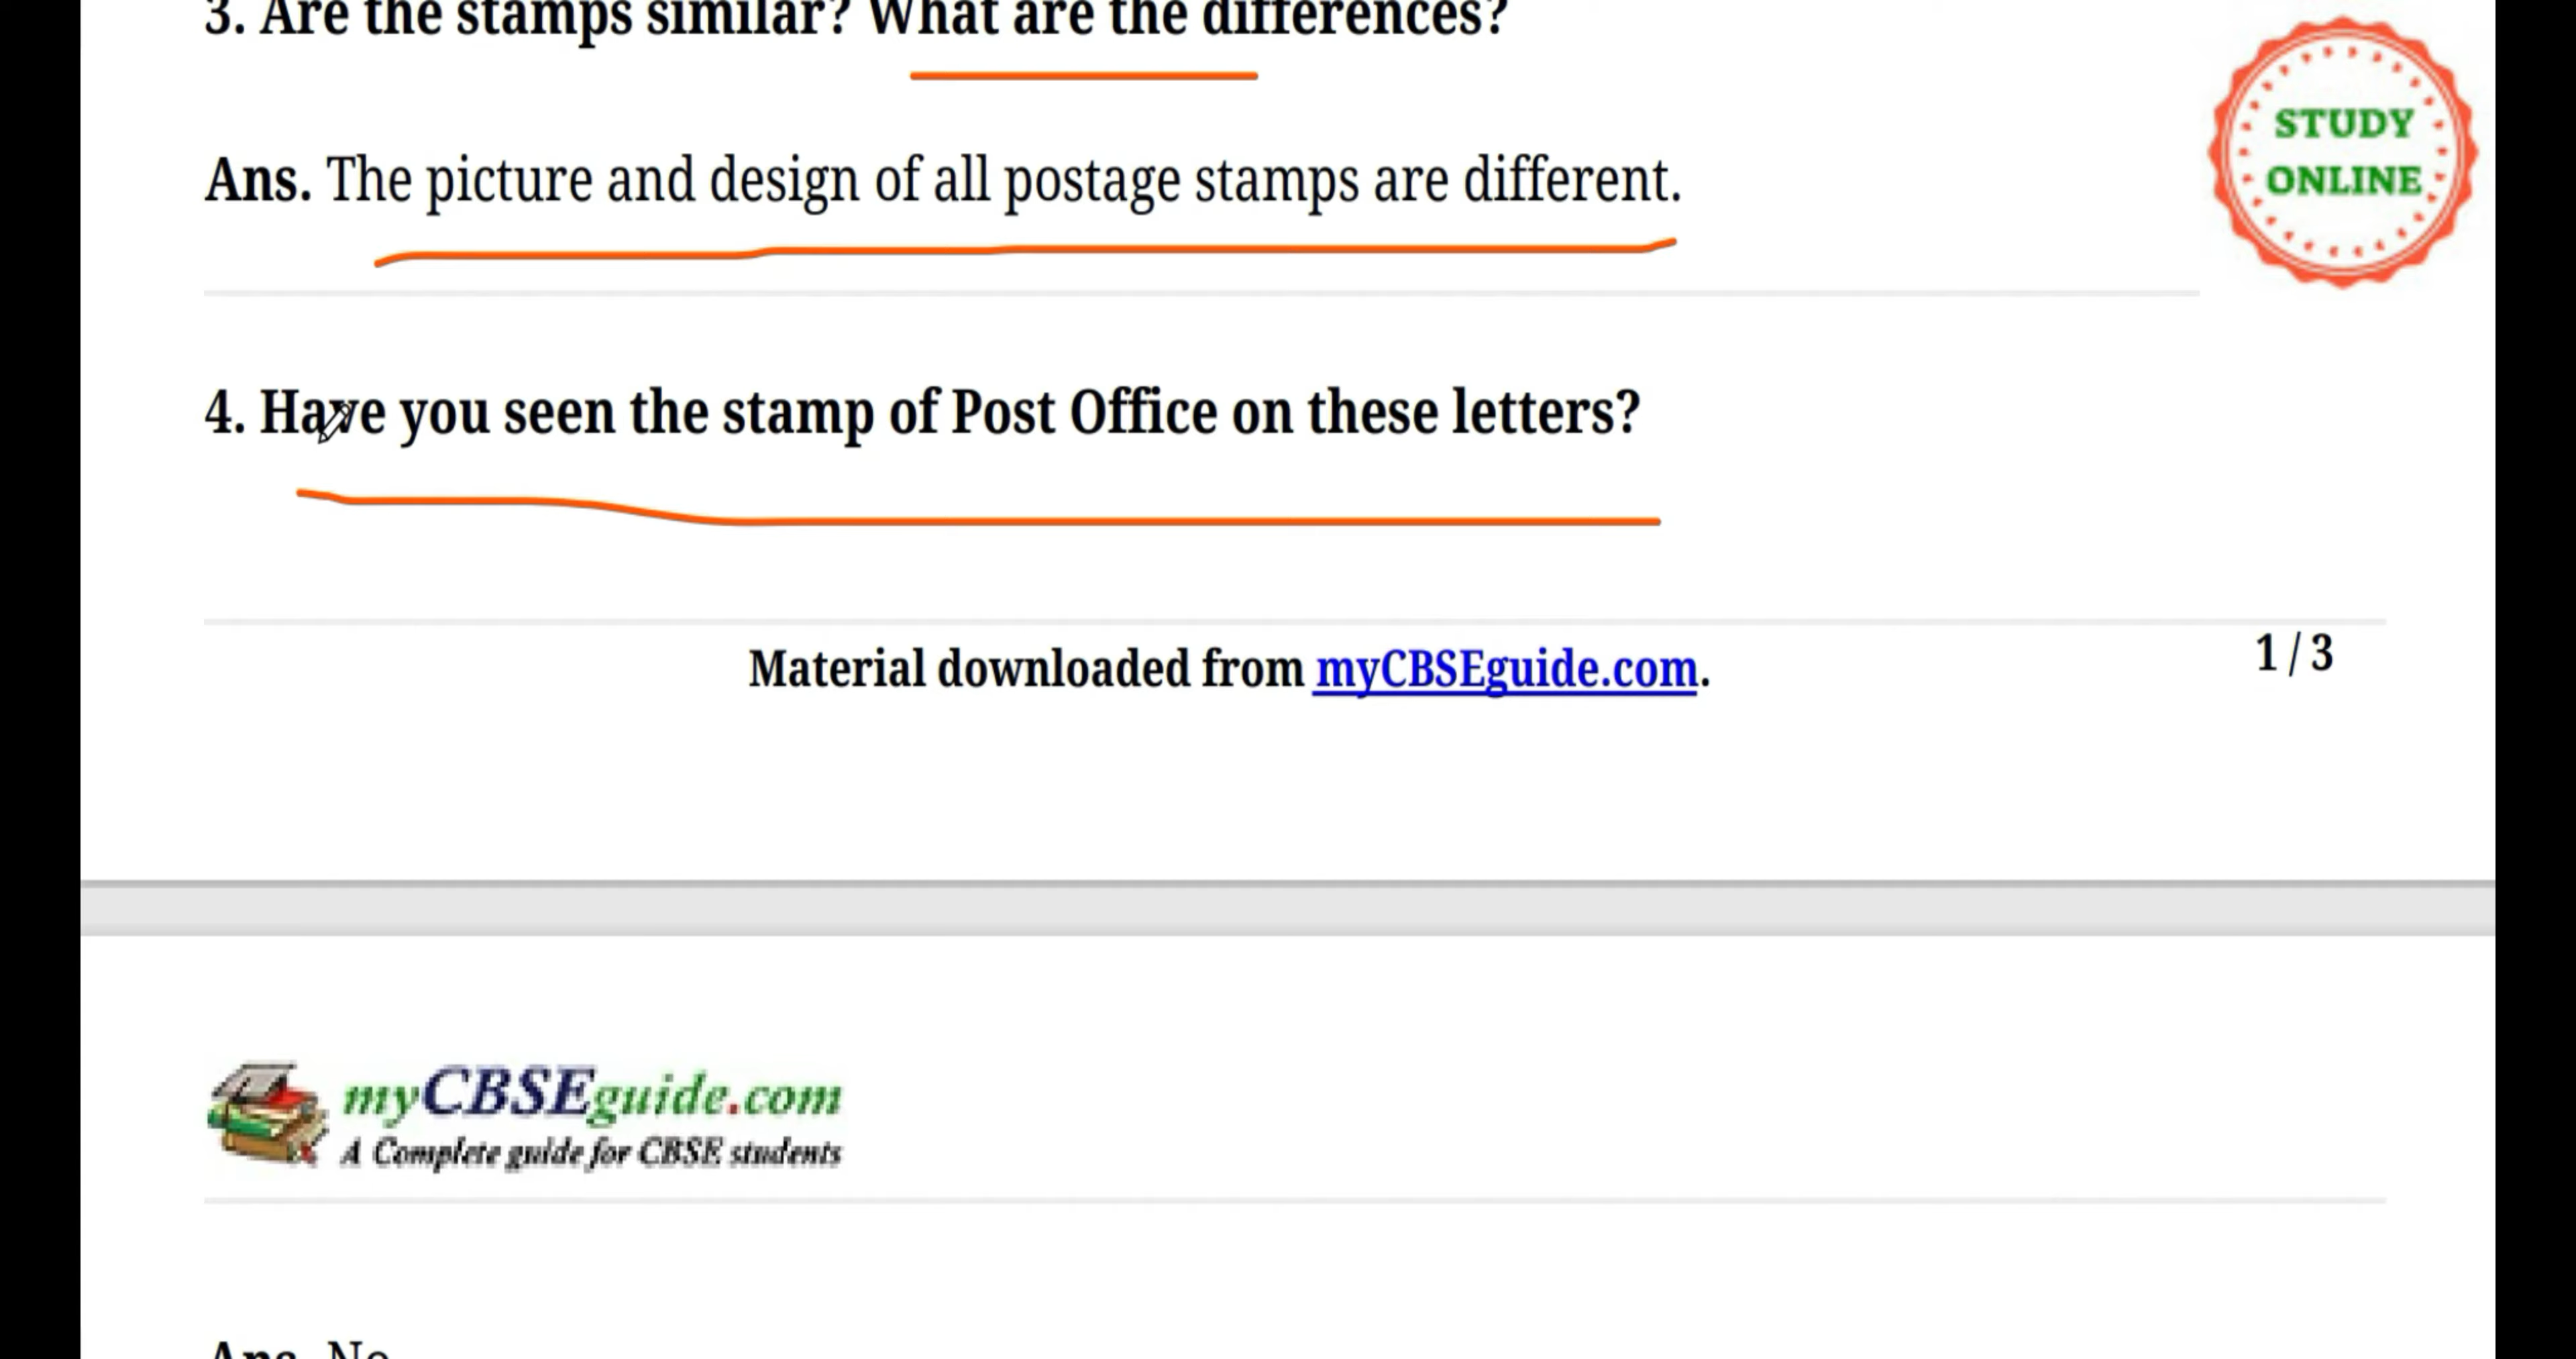 3. Are the stamps similar? What are the differences?
STUDY
ONLINE
Ans. The picture and design of all postage stamps are different.
4. Have you seen the stamp of Post Office on these letters?
Material downloaded from myCBSEguide.com.
1 / 3
myCBSEguide.com
A Complete guide for CBSE students
Ans. No